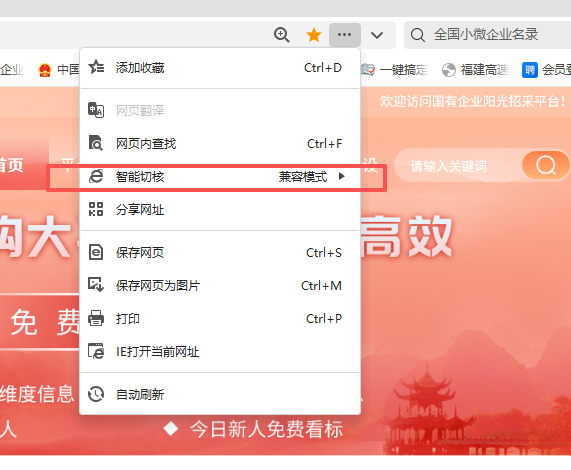 全国小微企业名录
企业
中国
一键搞定
福建高速
聘
会员登
添加收藏 Ctrl+D
网页翻译
网页内查找 Ctrl+F
智能切核 兼容模式
分享网址
保存网页 Ctrl+S
保存网页为图片 Ctrl+M
打印 Ctrl+P
IE打开当前网址
自动刷新
欢迎访问国有企业阳光招采平台!
首页
平
设
请输入关键词
购大
高效
免费
维度信息
人
◆ 今日新人免费看标